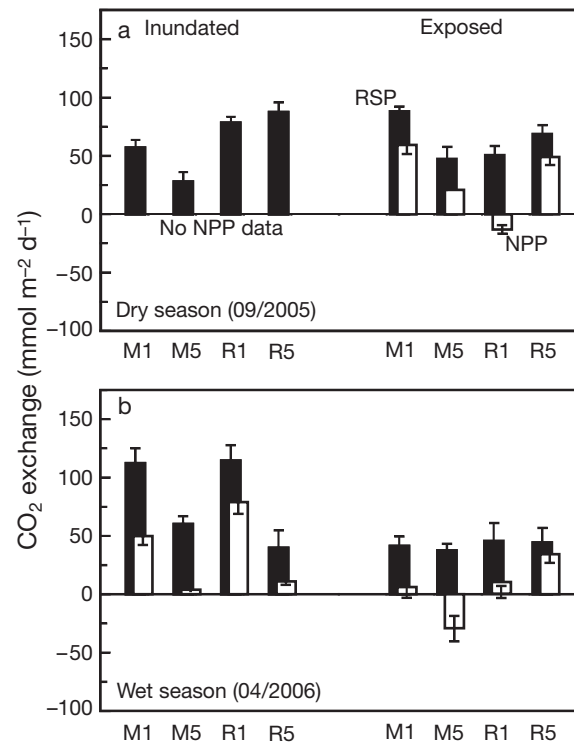 CO₂ exchange (mmol m⁻² d⁻¹)
a
Inundated
Exposed
150
100
50
0
−50
−100
RSP
No NPP data
NPP
Dry season (09/2005)
M1 M5 R1 R5 M1 M5 R1 R5
b
150
100
50
0
−50
−100
Wet season (04/2006)
M1 M5 R1 R5 M1 M5 R1 R5